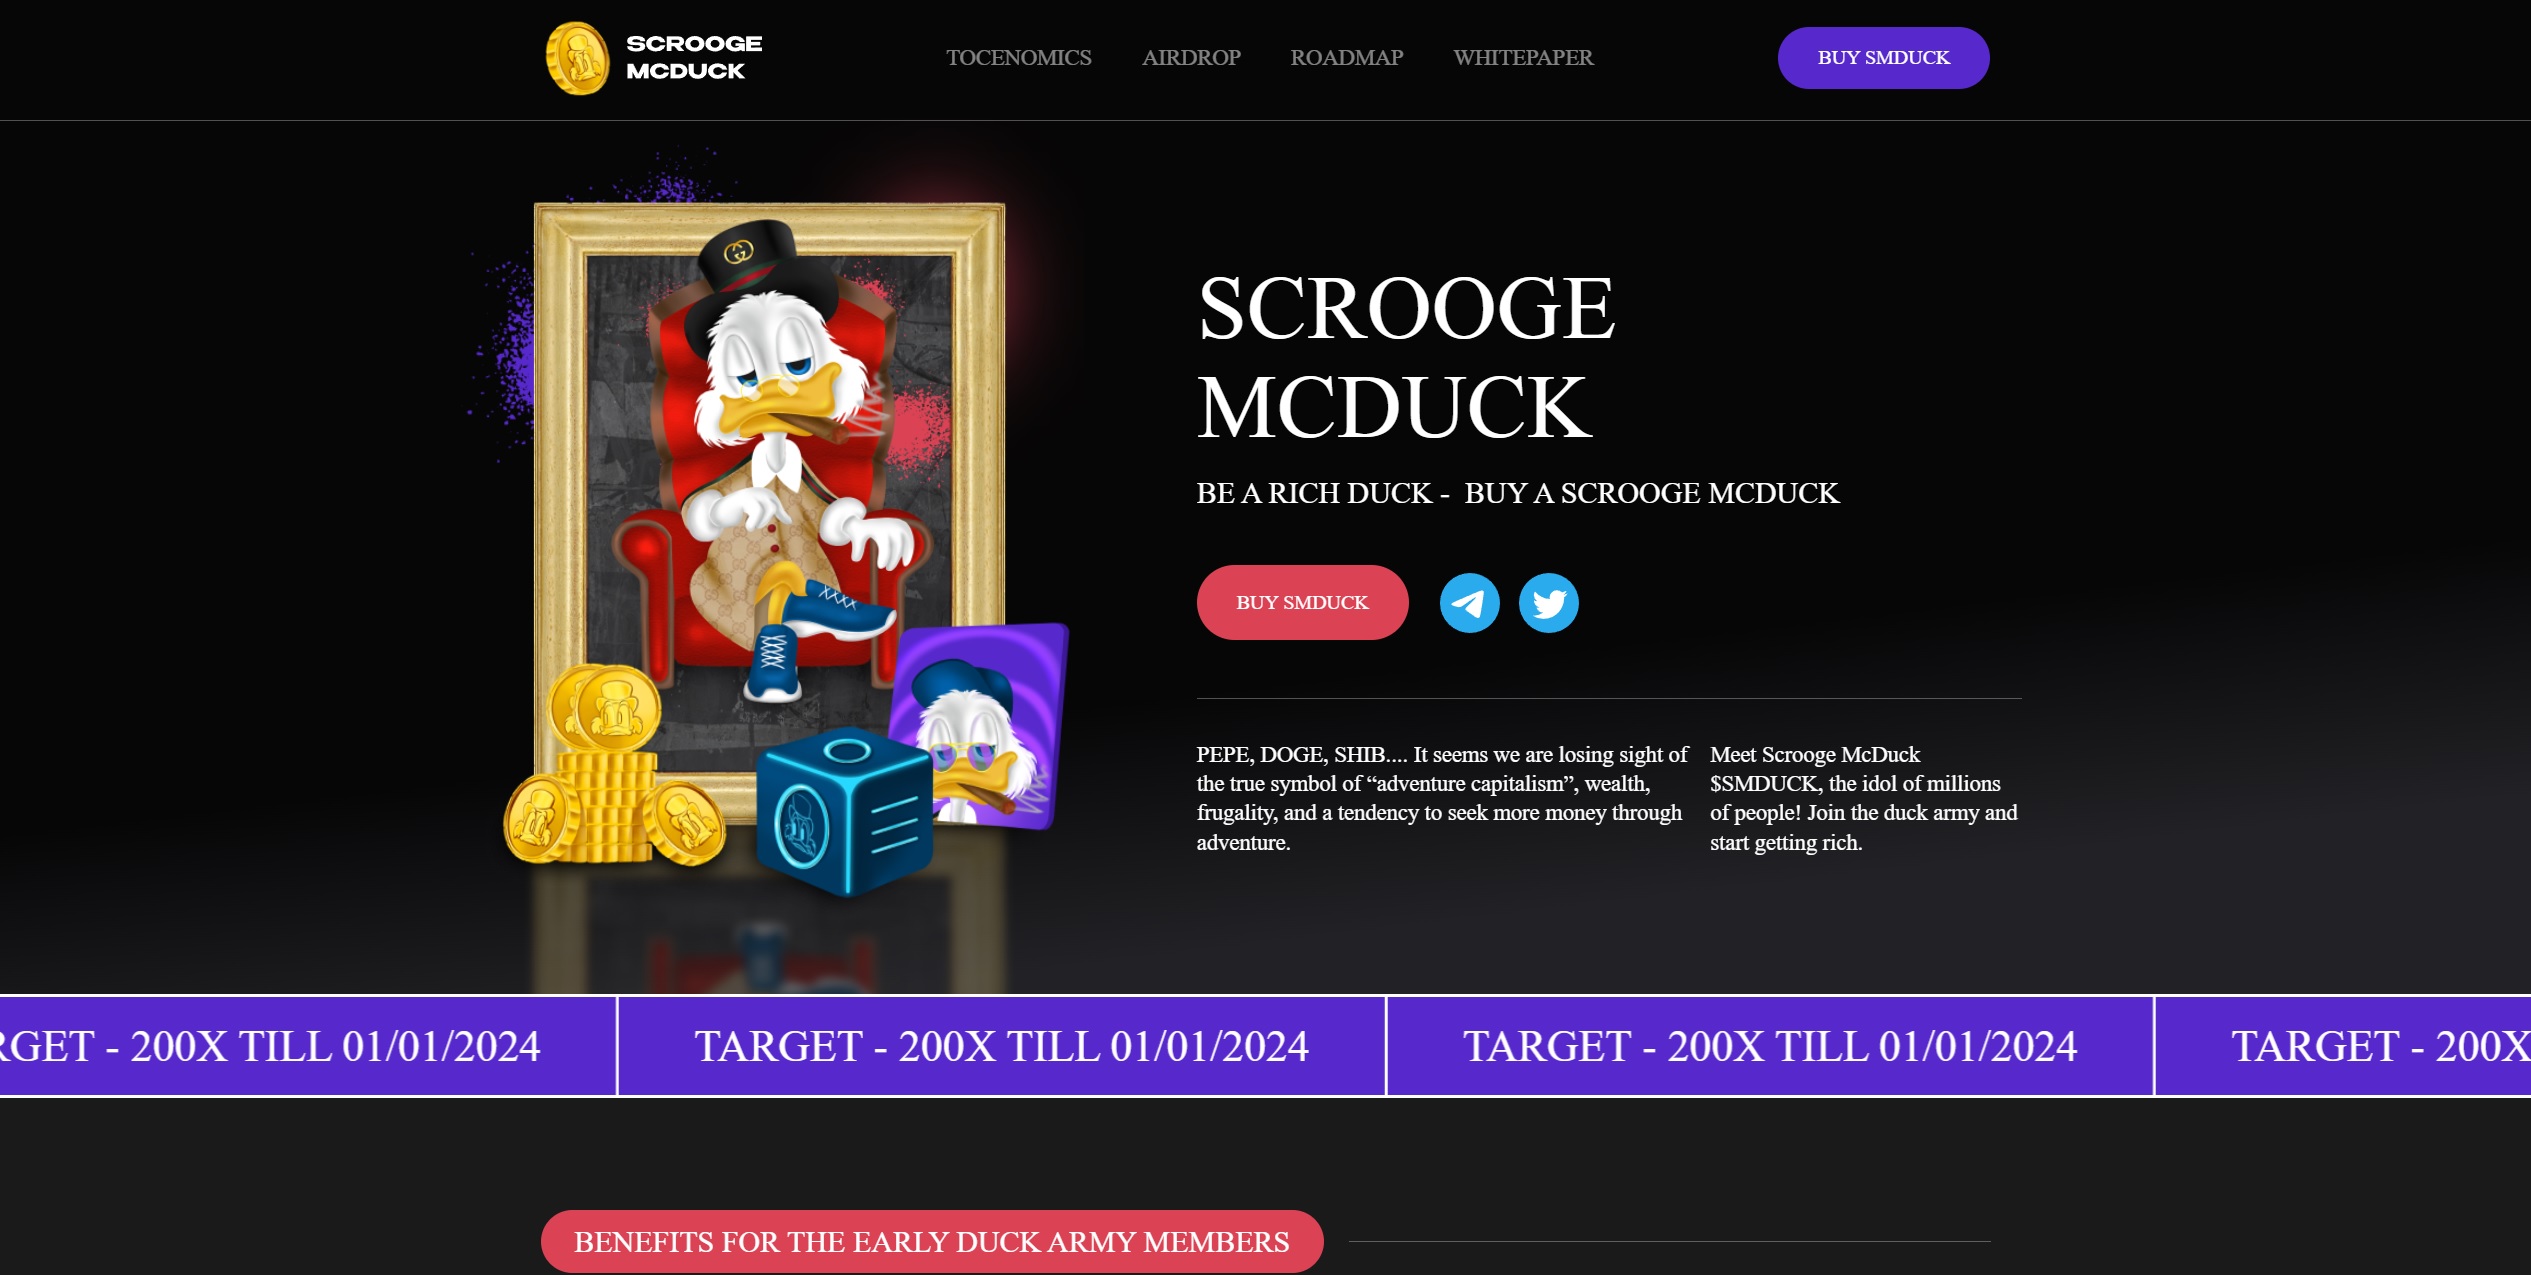 SCROOGE
MCDUCK
TOCENOMICS
AIRDROP
ROADMAP
WHITEPAPER
BUY SMDUCK
SCROOGE
MCDUCK
BE A RICH DUCK -  BUY A SCROOGE MCDUCK
BUY SMDUCK
PEPE, DOGE, SHIB.... It seems we are losing sight of
the true symbol of “adventure capitalism”, wealth,
frugality, and a tendency to seek more money through
adventure.
Meet Scrooge McDuck
$SMDUCK, the idol of millions
of people! Join the duck army and
start getting rich.
RGET - 200X TILL 01/01/2024
TARGET - 200X TILL 01/01/2024
TARGET - 200X TILL 01/01/2024
TARGET - 200X
BENEFITS FOR THE EARLY DUCK ARMY MEMBERS